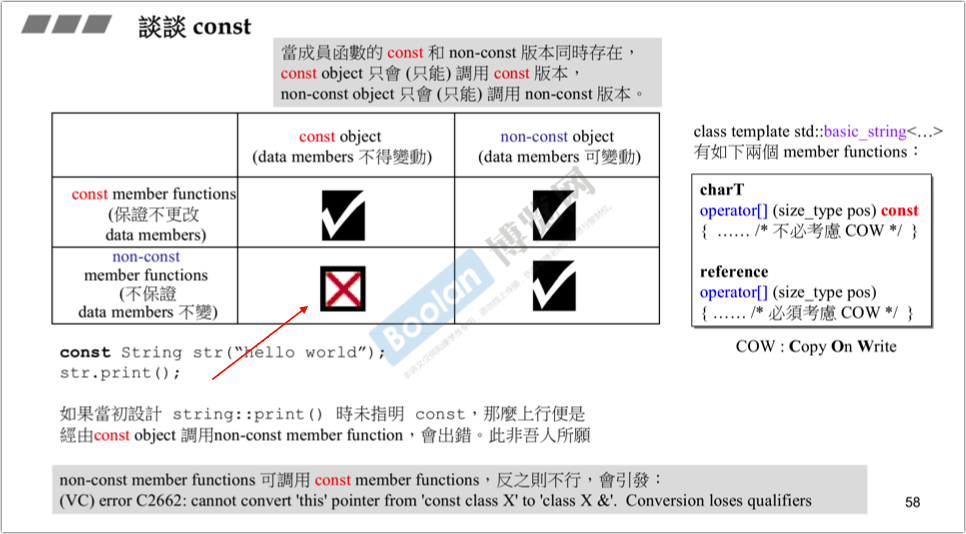 談談 const
當成員函數的 const 和 non-const 版本同時存在，
const object 只會 (只能) 調用 const 版本，
non-const object 只會 (只能) 調用 non-const 版本。
const object
(data members 不得變動)
non-const object
(data members 可變動)
const member functions
(保證不更改
data members)
non-const
member functions
(不保證
data members 不變)
class template std::basic_string<…>
有如下兩個 member functions：
charT
operator[] (size_type pos) const
{ …… /* 不必考慮 COW */ }
reference
operator[] (size_type pos)
{ …… /* 必須考慮 COW */ }
COW : Copy On Write
Boolan 博览网
const String str(“hello world”);
str.print();
如果當初設計 string::print() 時未指明 const，那麼上行便是
經由const object 調用non-const member function，會出錯。此非吾人所願
non-const member functions 可調用 const member functions，反之則不行，會引發：
(VC) error C2662: cannot convert 'this' pointer from 'const class X' to 'class X &'. Conversion loses qualifiers
58